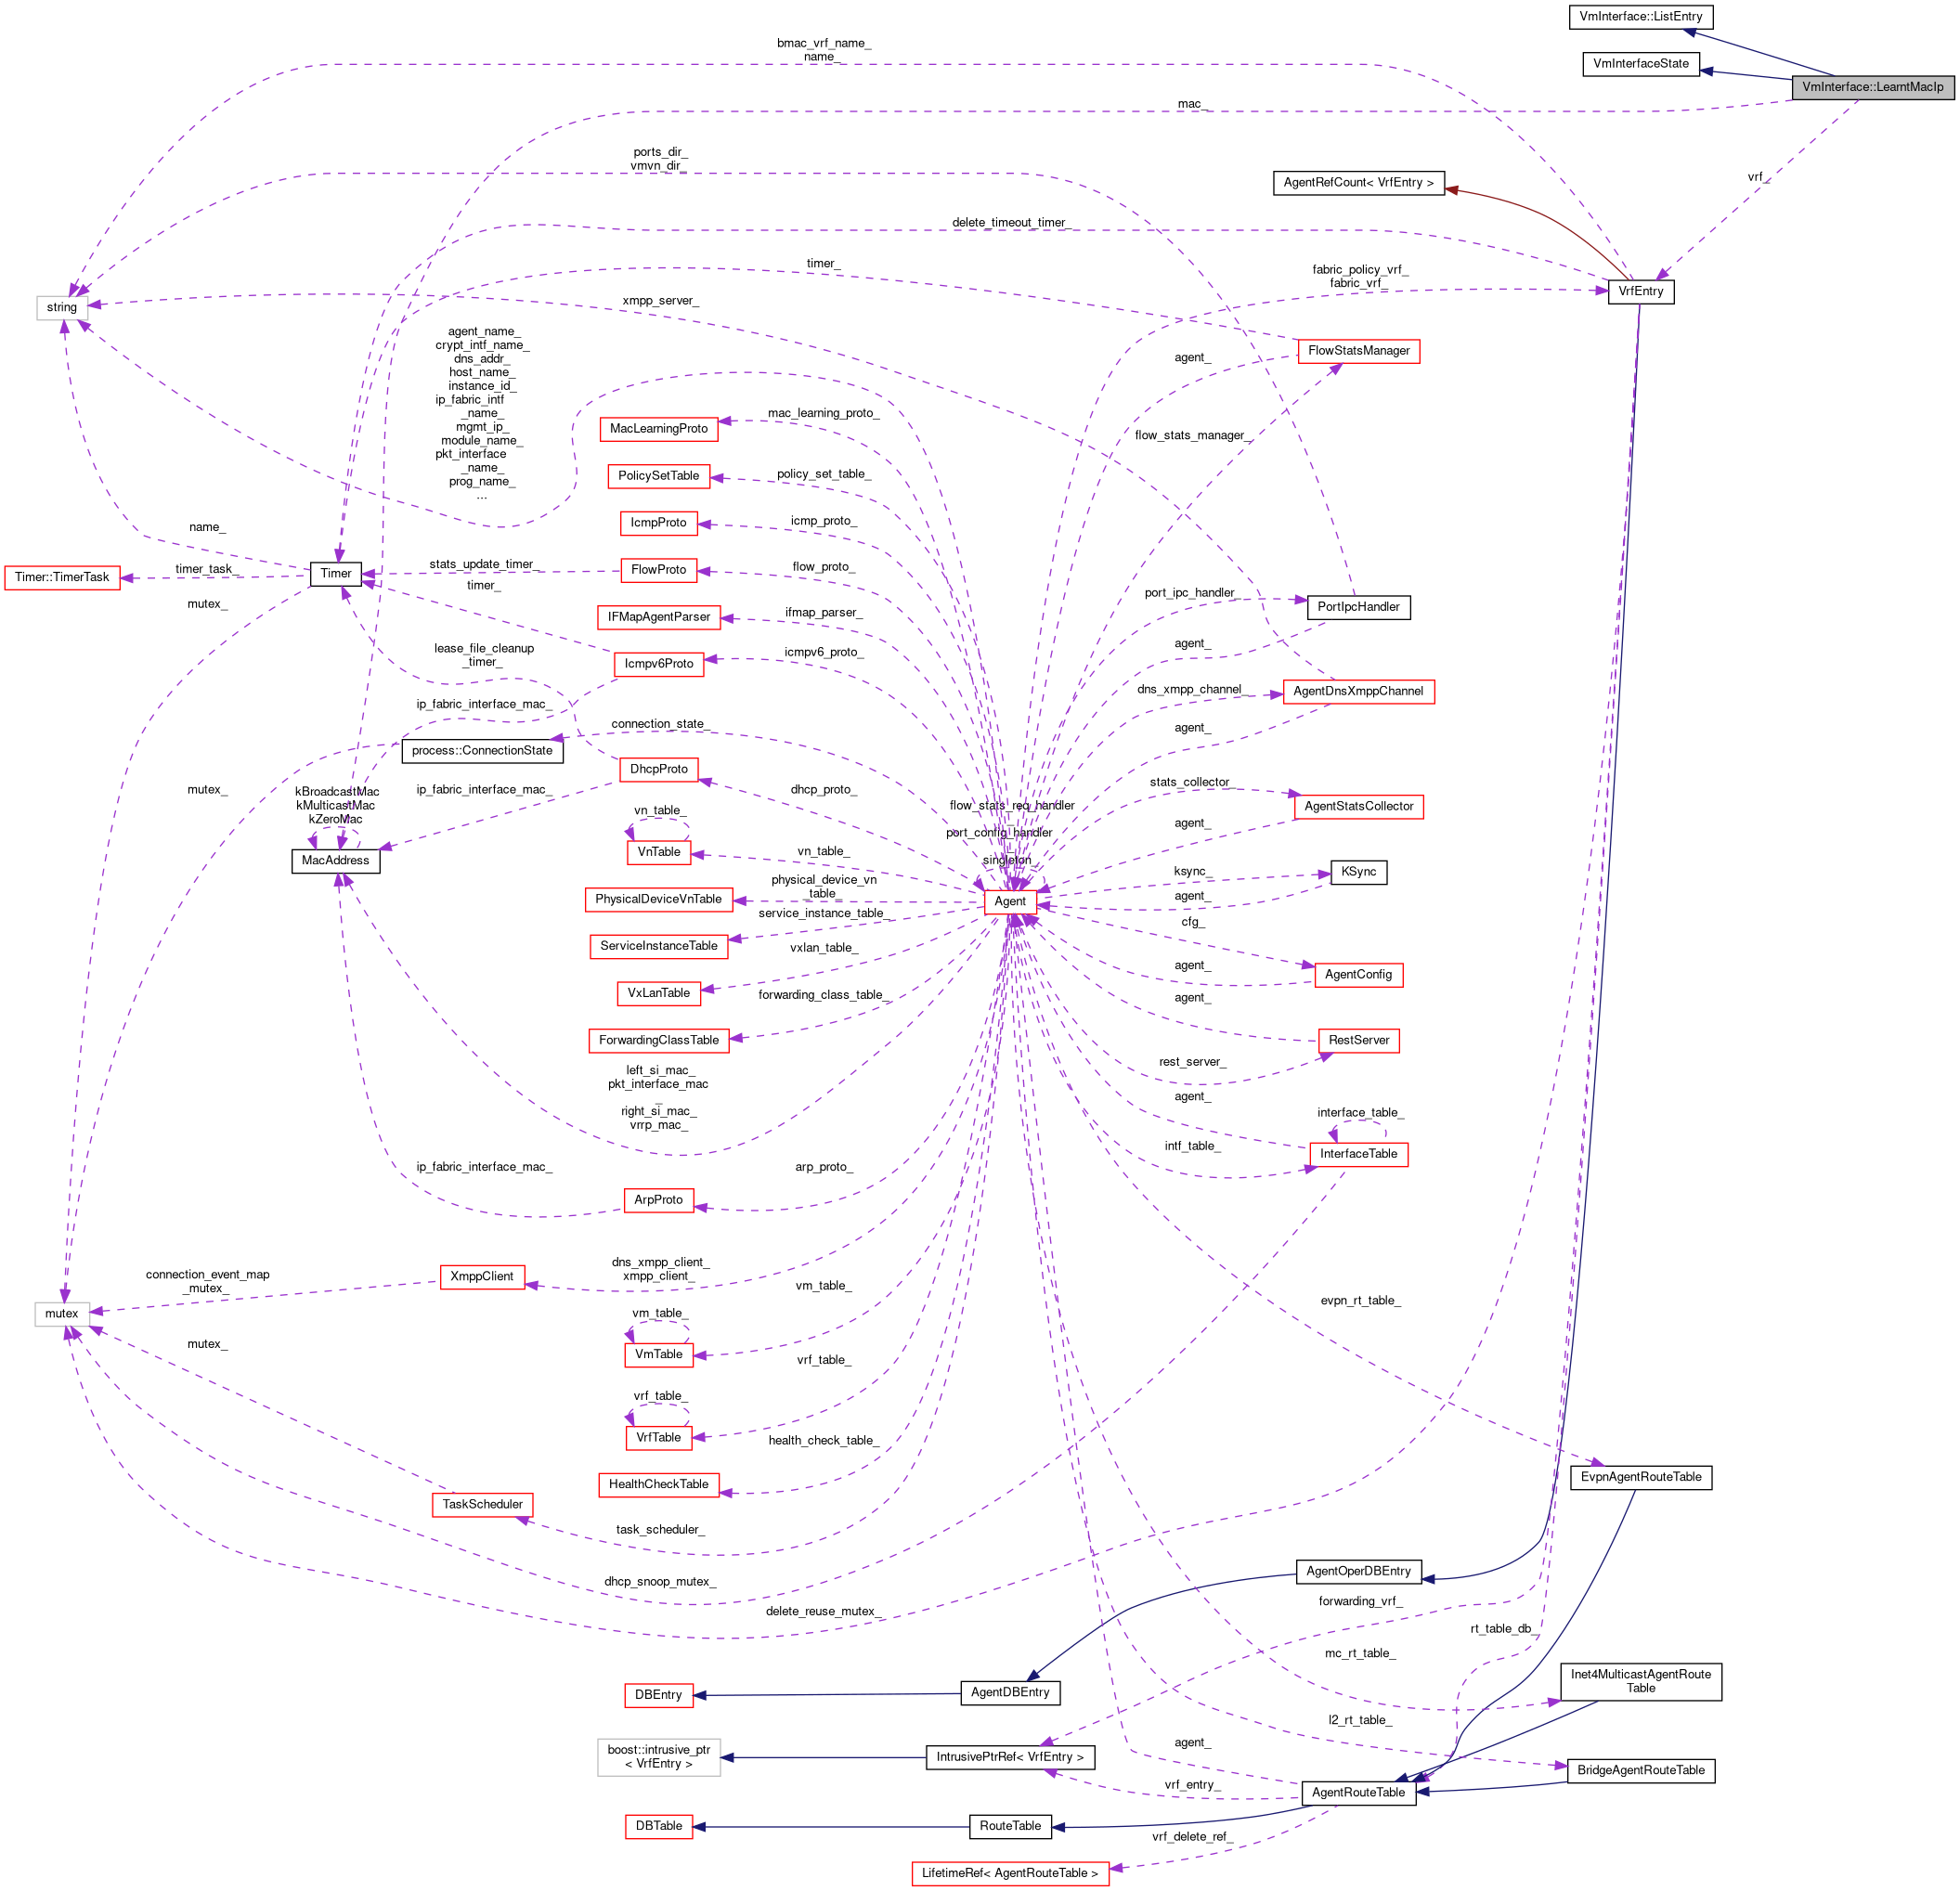 VmInterface::ListEntry
bmac_vrf_name_
name_
VmInterfaceState
VmInterface::LearntMacIp
mac_
ports_dir_
vmvn_dir_
AgentRefCount< VrfEntry >
vrf_
delete_timeout_timer_
timer_
fabric_policy_vrf_
fabric_vrf_
VrfEntry
string
xmpp_server_
agent_name_
crypt_intf_name_
dns_addr_
host_name_
instance_id_
ip_fabric_intf
_name_
mgmt_ip_
module_name_
pkt_interface
_name_
prog_name_
...
agent_
FlowStatsManager
MacLearningProto
mac_learning_proto_
flow_stats_manager_
PolicySetTable
policy_set_table_
IcmpProto
icmp_proto_
name_
Timer::TimerTask
timer_task_
Timer
stats_update_timer_
FlowProto
flow_proto_
timer_
mutex_
IFMapAgentParser
ifmap_parser_
port_ipc_handler_
PortIpcHandler
lease_file_cleanup
_timer_
Icmpv6Proto
icmpv6_proto_
agent_
ip_fabric_interface_mac_
dns_xmpp_channel_
AgentDnsXmppChannel
process::ConnectionState
connection_state_
agent_
DhcpProto
mutex_
kBroadcastMac
kMulticastMac
kZeroMac
ip_fabric_interface_mac_
dhcp_proto_
stats_collector_
AgentStatsCollector
vn_table_
flow_stats_req_handler
_
port_config_handler
_
singleton_
agent_
MacAddress
VnTable
vn_table_
ksync_
KSync
PhysicalDeviceVnTable
physical_device_vn
_table_
Agent
agent_
service_instance_table_
cfg_
ServiceInstanceTable
vxlan_table_
agent_
AgentConfig
VxLanTable
forwarding_class_table_
agent_
ForwardingClassTable
RestServer
left_si_mac_
pkt_interface_mac
_
right_si_mac_
vrrp_mac_
rest_server_
agent_
interface_table_
intf_table_
InterfaceTable
ip_fabric_interface_mac_
arp_proto_
ArpProto
connection_event_map
_mutex_
XmppClient
dns_xmpp_client_
xmpp_client_
vm_table_
evpn_rt_table_
mutex
mutex_
vm_table_
VmTable
vrf_table_
vrf_table_
VrfTable
health_check_table_
HealthCheckTable
EvpnAgentRouteTable
TaskScheduler
task_scheduler_
dhcp_snoop_mutex_
AgentOperDBEntry
delete_reuse_mutex_
forwarding_vrf_
rt_table_db_
mc_rt_table_
Inet4MulticastAgentRoute
Table
DBEntry
AgentDBEntry
l2_rt_table_
boost::intrusive_ptr
< VrfEntry >
IntrusivePtrRef< VrfEntry >
agent_
BridgeAgentRouteTable
vrf_entry_
AgentRouteTable
DBTable
RouteTable
vrf_delete_ref_
LifetimeRef< AgentRouteTable >